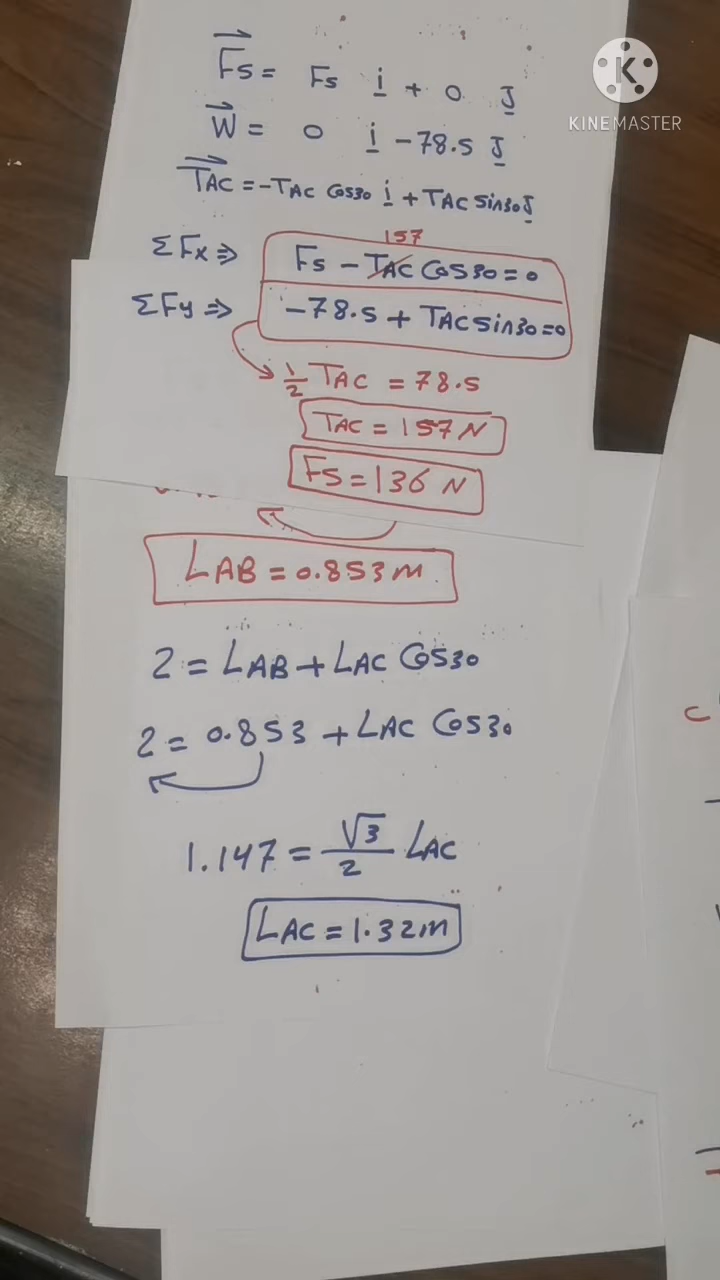 Fs = Fs i + 0 J
W = 0 i - 78.5 J
TAC = -TAC Cos30 i + TAC Sin30 J
157
ΣFx ⇒ Fs - TAC Cos30 = 0
ΣFy ⇒ -78.5 + TAC sin30 = 0
1/2 TAC = 78.5
TAC = 157 N
Fs = 136 N
LAB = 0.853 m
2 = LAB + LAC Cos30
2 = 0.853 + LAC Cos30
1.147 = √3/2 LAC
LAC = 1.32 m
C
K
KINEMASTER